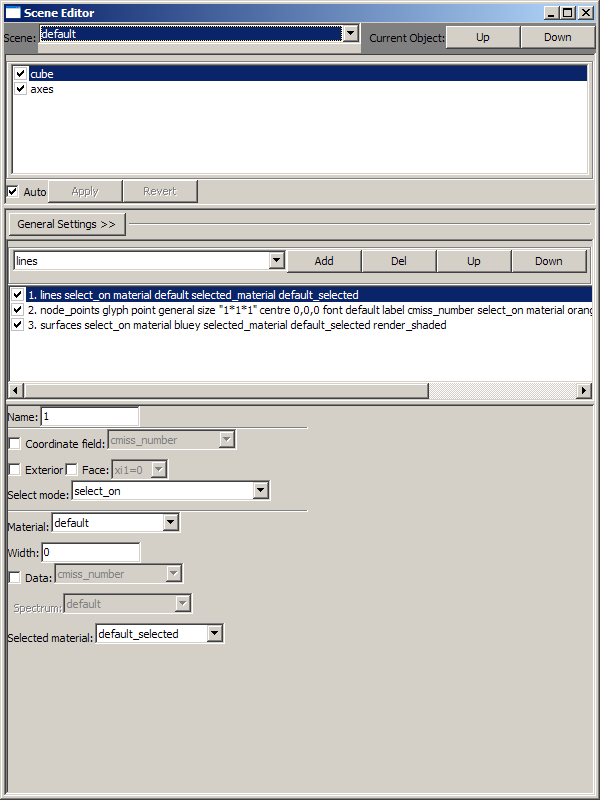 Scene Editor
Scene: default Current Object: Up Down
cube
axes
Auto Apply Revert
General Settings >>
lines Add Del Up Down
1. lines select_on material default selected_material default_selected
2. node_points glyph point general size "1*1*1" centre 0,0,0 font default label cmiss_number select_on material orang
3. surfaces select_on material bluey selected_material default_selected render_shaded
Name: 1
Coordinate field: cmiss_number
Exterior Face: xi1=0
Select mode: select_on
Material: default
Width: 0
Data: cmiss_number
Spectrum: default
Selected material: default_selected